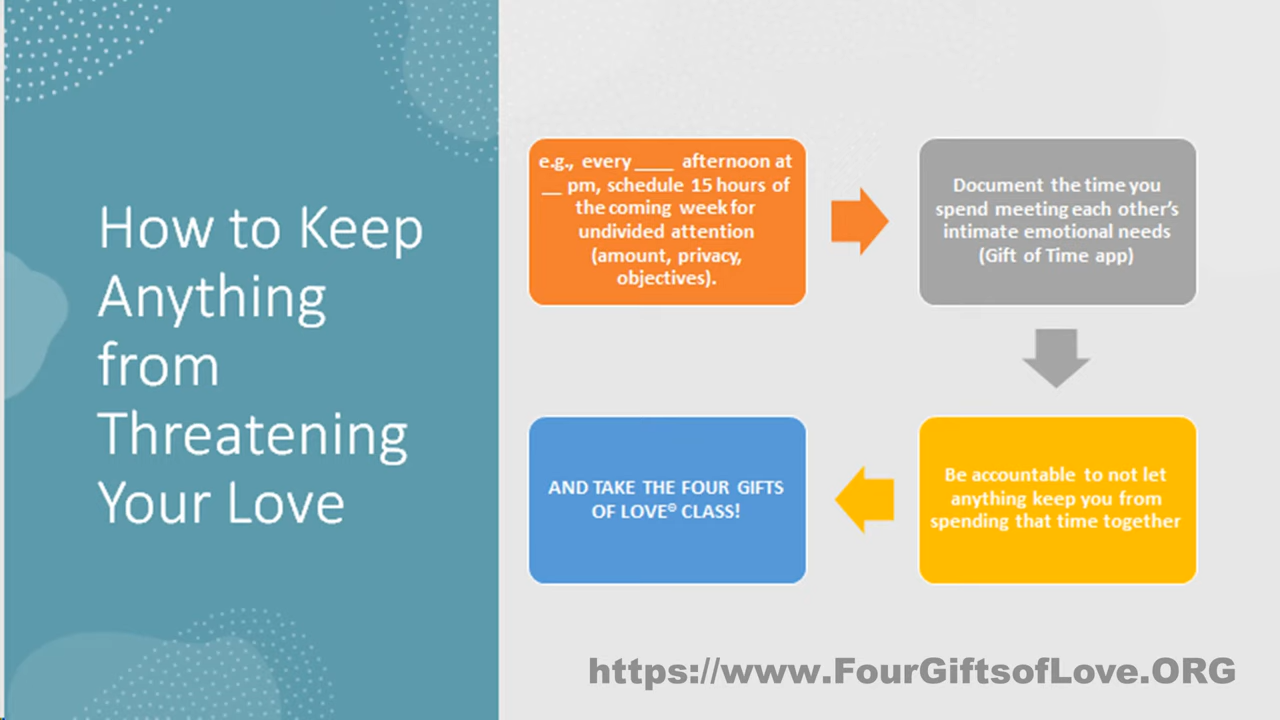 How to Keep
Anything
from
Threatening
Your Love
e.g., every ____ afternoon at
__ pm, schedule 15 hours of
the coming week for
undivided attention
(amount, privacy,
objectives).
Document the time you
spend meeting each other's
intimate emotional needs
(Gift of Time app)
Be accountable to not let
anything keep you from
spending that time together
AND TAKE THE FOUR GIFTS
OF LOVE® CLASS!
https://www.FourGiftsofLove.ORG